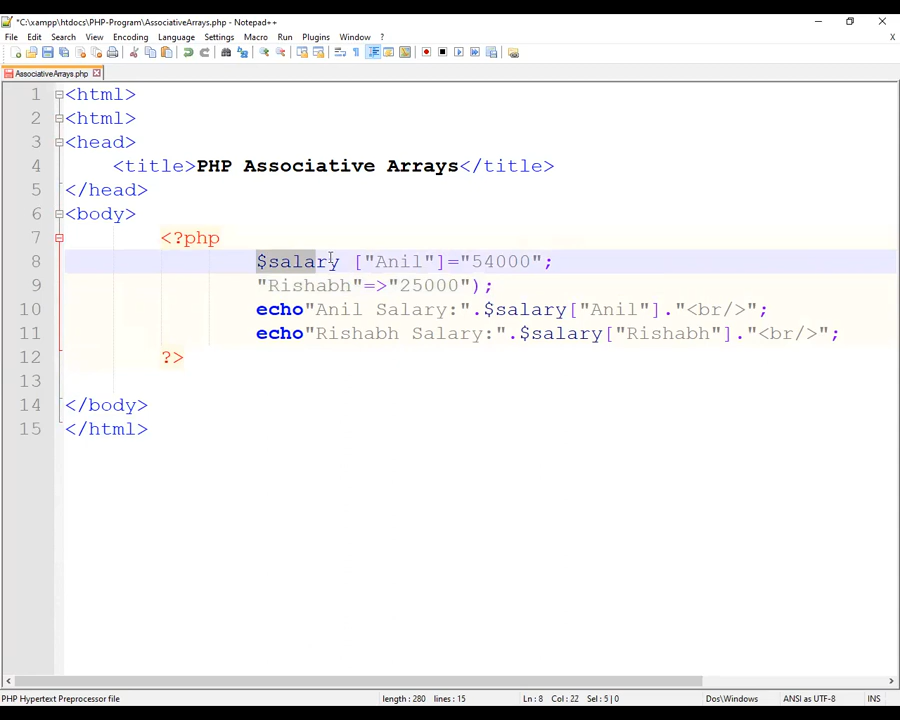 *C:\xampp\htdocs\PHP-Program\AssociativeArrays.php - Notepad++
File Edit Search View Encoding Language Settings Macro Run Plugins Window ? X
AssociativeArrays.php
1 <html>
2 <html>
3 <head>
4 <title>PHP Associative Arrays</title>
5 </head>
6 <body>
7 <?php
8 $salary ["Anil"]="54000";
9 "Rishabh"=>"25000");
10 echo"Anil Salary:".$salary["Anil"]."<br/>";
11 echo"Rishabh Salary:".$salary["Rishabh"]."<br/>";
12 ?>
13
14 </body>
15 </html>
PHP Hypertext Preprocessor file length : 280 lines : 15 Ln : 8 Col : 22 Sel : 5 | 0 Dos\Windows ANSI as UTF-8 INS